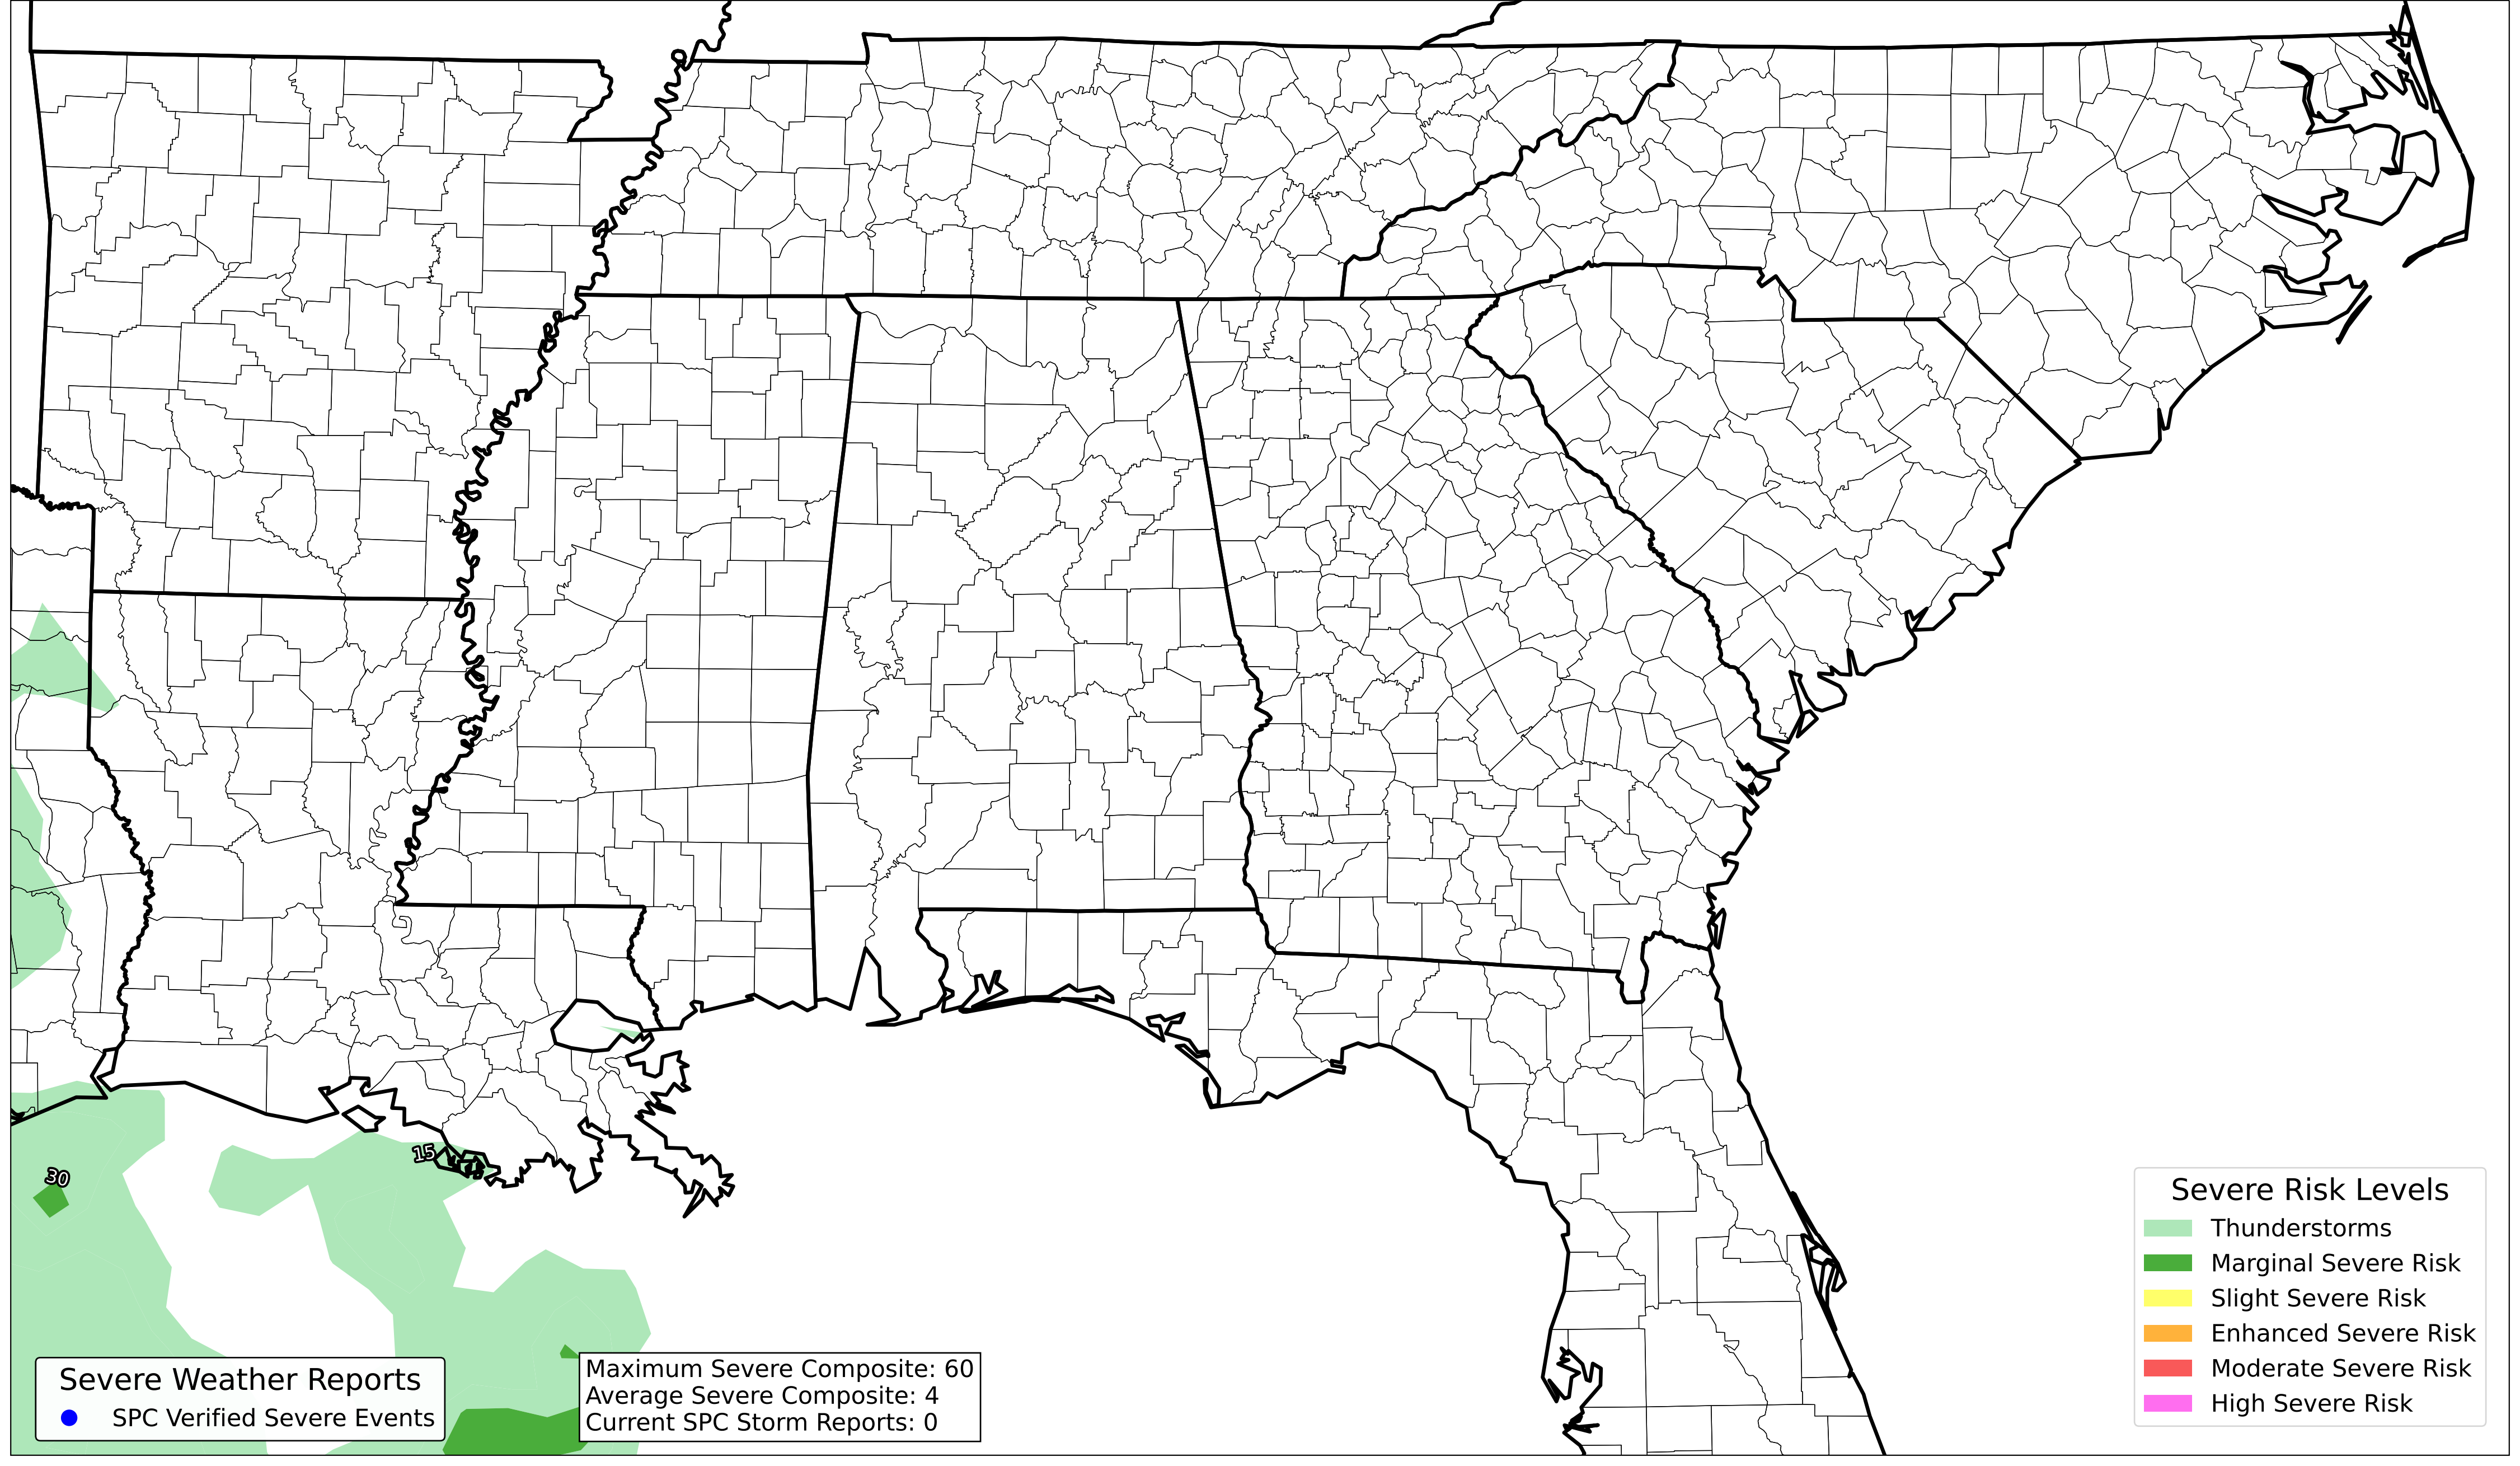 15
30
Severe Risk Levels
Thunderstorms
Marginal Severe Risk
Slight Severe Risk
Enhanced Severe Risk
Moderate Severe Risk
High Severe Risk
Severe Weather Reports
SPC Verified Severe Events
Maximum Severe Composite: 60
Average Severe Composite: 4
Current SPC Storm Reports: 0